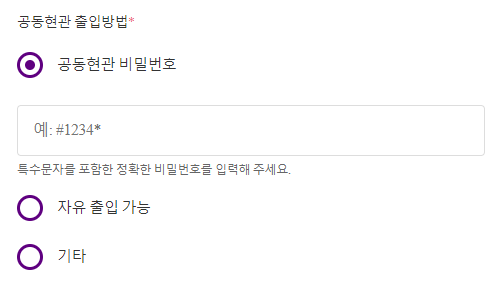 공동현관 출입방법*
공동현관 비밀번호
예: #1234*
특수문자를 포함한 정확한 비밀번호를 입력해 주세요.
자유 출입 가능
기타